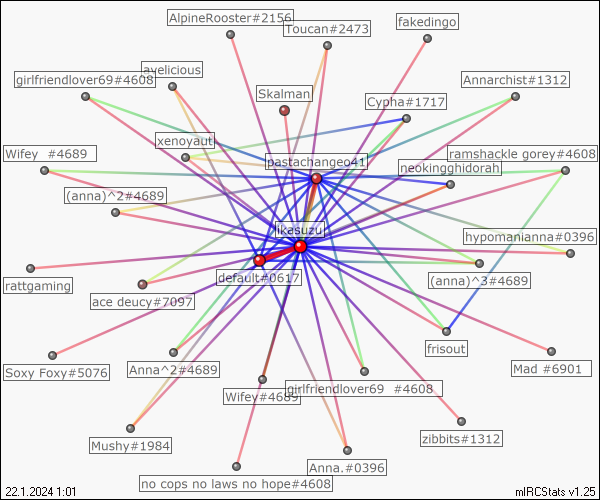 AlpineRooster#2156
Toucan#2473
fakedingo
avelicious
girlfriendlover69#4608
Annarchist#1312
Skalman
Cypha#1717
xenoyauti
Wifey  #4689
pastachangeo41
neokingghidorah
ramshackle gorey#4608
(anna)^2#4689
ikasuzu
hypomanianna#0396
rattgaming
default#0617
(anna)^3#4689
ace deucy#7097
frisout
Soxy Foxy#5076
Anna^2#4689
Mad #6901
Wifey#4689
girlfriendlover69  #4608
Mushy#1984
zibbits#1312
Anna.#0396
no cops no laws no hope#4608
22.1.2024 1:01
mIRCStats v1.25